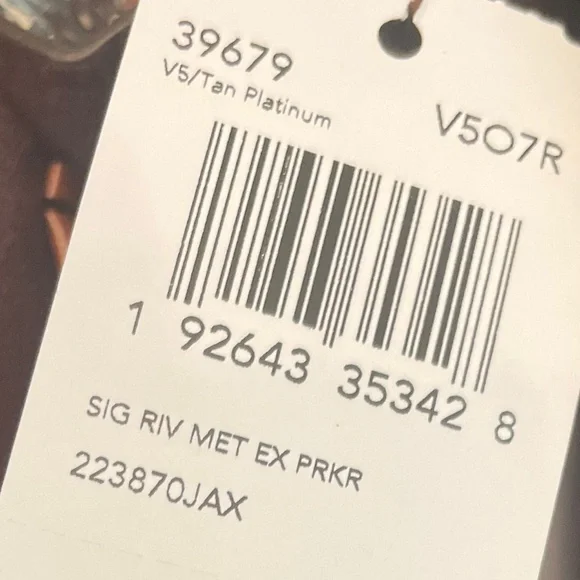 39679
V5/Tan Platinum
V5O7R
1 92643 35342 8
SIG RIV MET EX PRKR
223870JAX